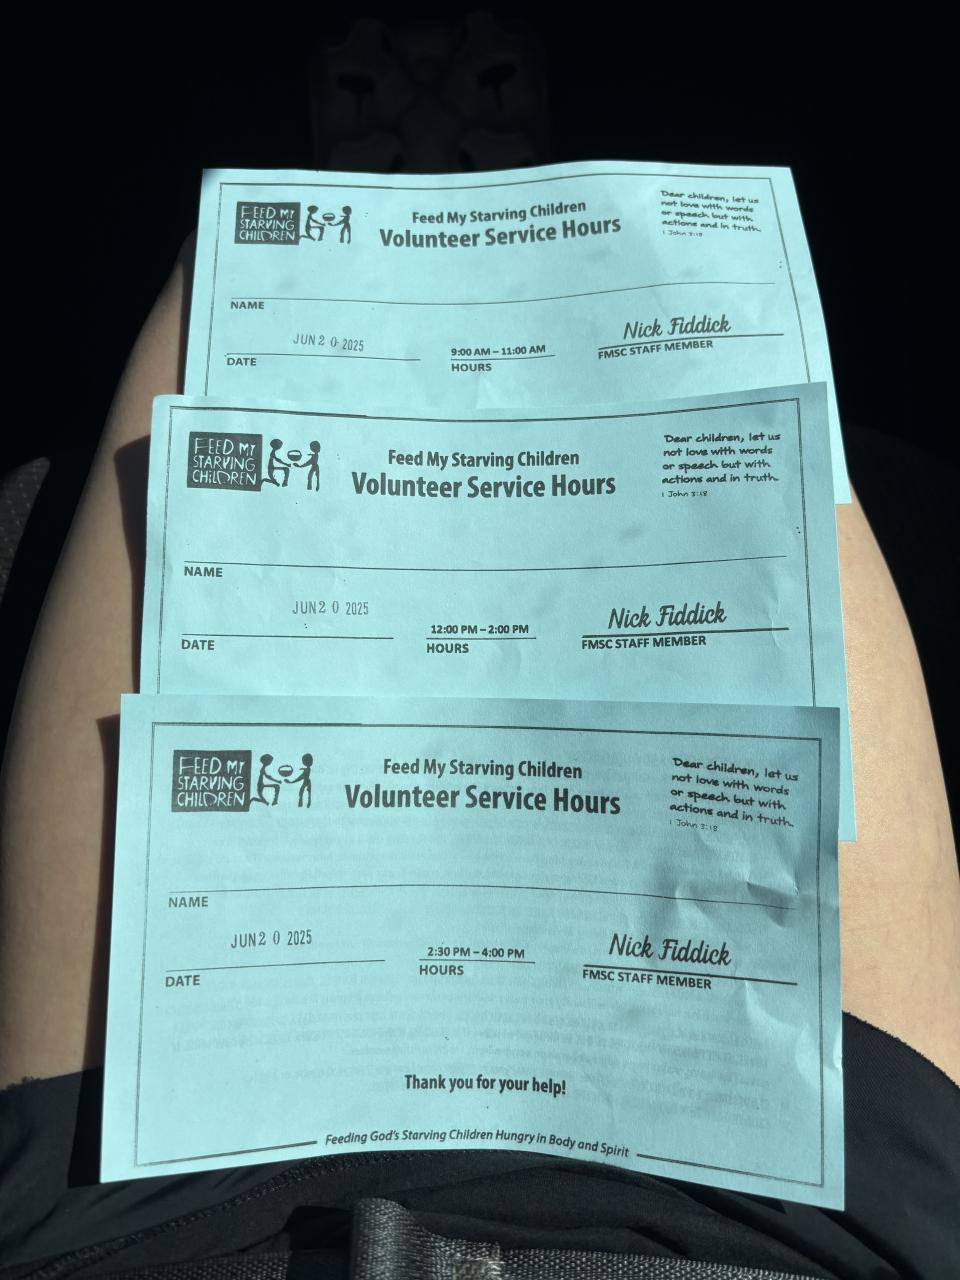 FEED MY
STARVING
CHILDREN
Feed My Starving Children
Volunteer Service Hours
Dear children, let us
not love with words
or speech but with
actions and in truth.
1 John 3:18
NAME
JUN 20 2025
DATE
9:00 AM – 11:00 AM
HOURS
Nick Fiddick
FMSC STAFF MEMBER
FEED MY
STARVING
CHILDREN
Feed My Starving Children
Volunteer Service Hours
Dear children, let us
not love with words
or speech but with
actions and in truth.
1 John 3:18
NAME
JUN 20 2025
DATE
12:00 PM – 2:00 PM
HOURS
Nick Fiddick
FMSC STAFF MEMBER
FEED MY
STARVING
CHILDREN
Feed My Starving Children
Volunteer Service Hours
Dear children, let us
not love with words
or speech but with
actions and in truth.
1 John 3:18
NAME
JUN 20 2025
DATE
2:30 PM – 4:00 PM
HOURS
Nick Fiddick
FMSC STAFF MEMBER
Thank you for your help!
Feeding God's Starving Children Hungry in Body and Spirit